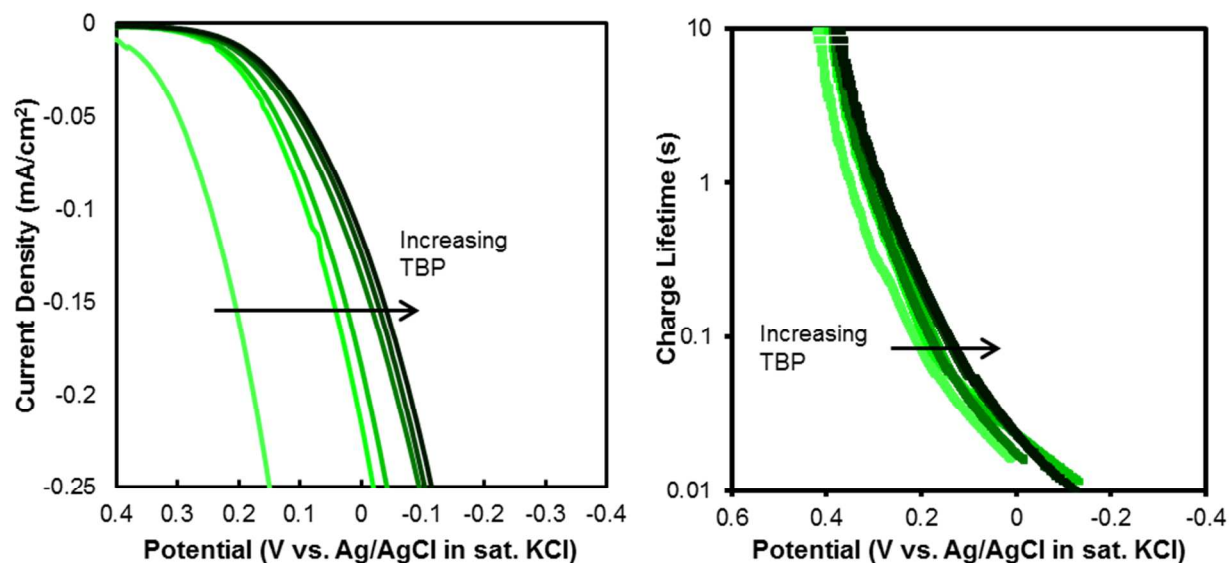 0
-0.05
-0.1
-0.15
-0.2
-0.25
Current Density (mA/cm²)
Increasing
TBP
0.4 0.3 0.2 0.1 0 -0.1 -0.2 -0.3 -0.4
Potential (V vs. Ag/AgCl in sat. KCl)
10
1
0.1
0.01
Charge Lifetime (s)
Increasing
TBP
0.6 0.4 0.2 0 -0.2 -0.4
Potential (V vs. Ag/AgCl in sat. KCl)